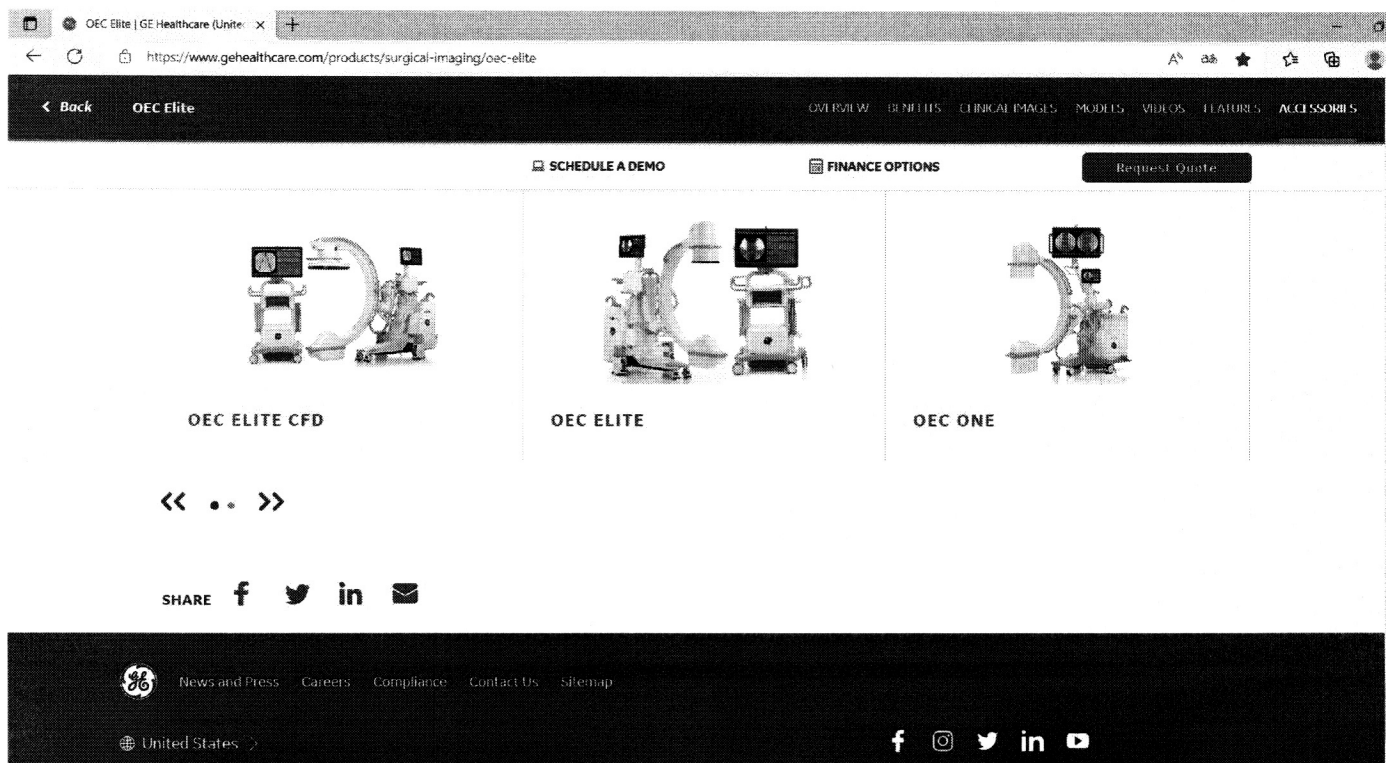 OEC Elite | GE Healthcare (Unite
https://www.gehealthcare.com/products/surgical-imaging/oec-elite
Back OEC Elite OVERVIEW BENEFITS CLINICAL IMAGES MODELS VIDEOS FEATURES ACCESSORIES
SCHEDULE A DEMO FINANCE OPTIONS Request Quote
OEC ELITE CFD OEC ELITE OEC ONE
SHARE
News and Press Careers Compliance Contact Us Sitemap
United States